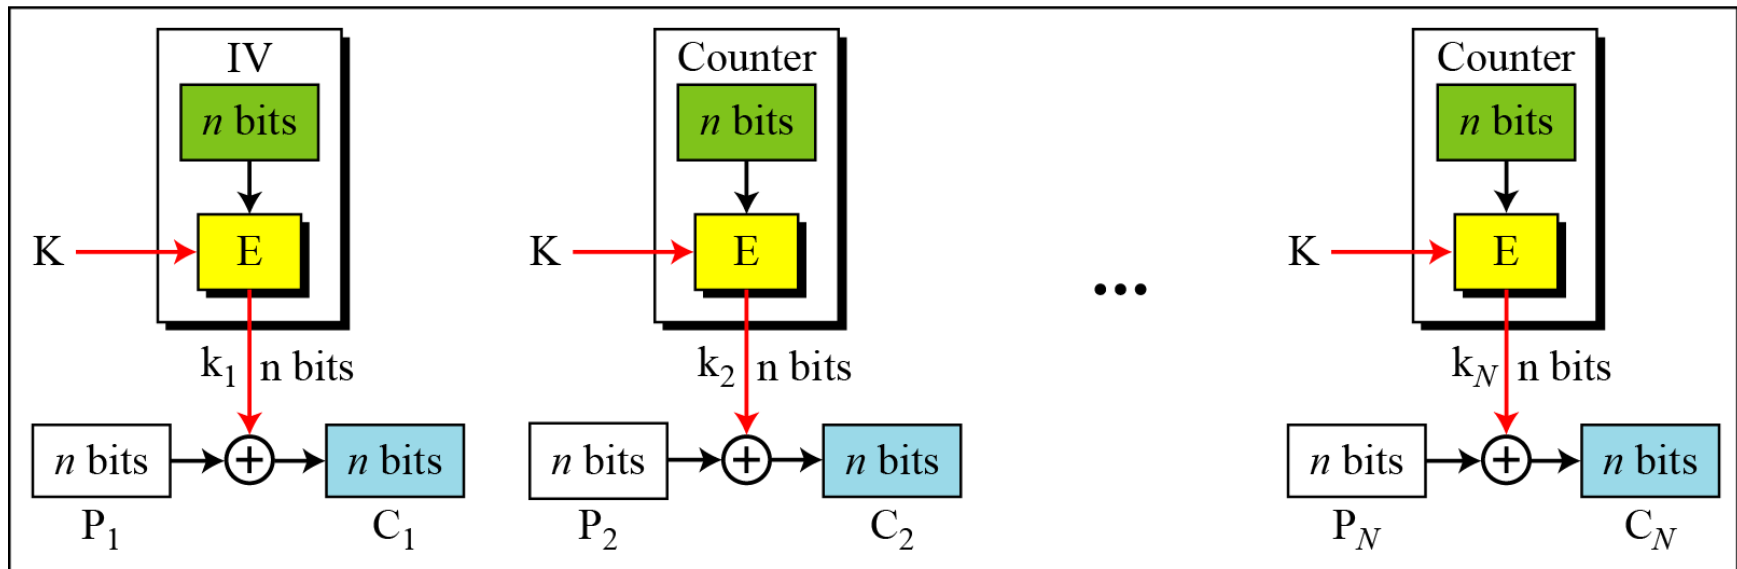 IV Counter Counter
n bits n bits n bits
K E K E K E
...
k1 n bits k2 n bits kN n bits
n bits + n bits n bits + n bits n bits + n bits
P1 C1 P2 C2 PN CN